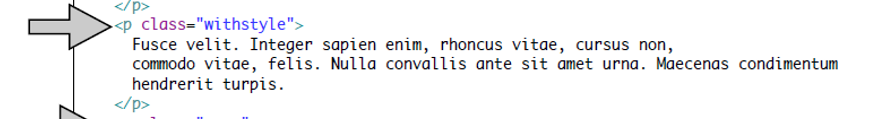 </p>
<p class="withstyle">
Fusce velit. Integer sapien enim, rhoncus vitae, cursus non,
commodo vitae, felis. Nulla convallis ante sit amet urna. Maecenas condimentum
hendrerit turpis.
</p>